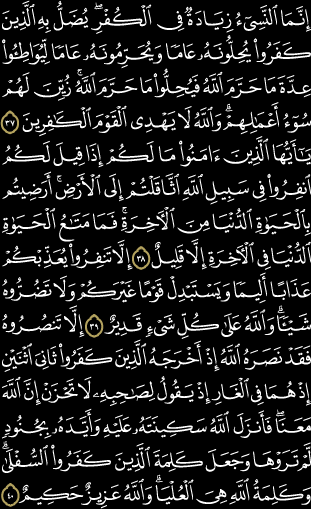 إِنَّمَا ٱلنَّسِىٓءُ زِيَادَةٌ فِى ٱلْكُفْرِ ۖ يُضَلُّ بِهِ ٱلَّذِينَ
كَفَرُوا۟ يُحِلُّونَهُۥ عَامًا وَيُحَرِّمُونَهُۥ عَامًا لِّيُوَاطِـُٔوا۟
عِدَّةَ مَا حَرَّمَ ٱللَّهُ فَيُحِلُّوا۟ مَا حَرَّمَ ٱللَّهُ ۚ زُيِّنَ لَهُمْ
سُوٓءُ أَعْمَـٰلِهِمْ ۗ وَٱللَّهُ لَا يَهْدِى ٱلْقَوْمَ ٱلْكَـٰفِرِينَ ٣٧
يَـٰٓأَيُّهَا ٱلَّذِينَ ءَامَنُوا۟ مَا لَكُمْ إِذَا قِيلَ لَكُمُ
ٱنفِرُوا۟ فِى سَبِيلِ ٱللَّهِ ٱثَّاقَلْتُمْ إِلَى ٱلْأَرْضِ ۚ أَرَضِيتُم
بِٱلْحَيَوٰةِ ٱلدُّنْيَا مِنَ ٱلْـَٔاخِرَةِ ۚ فَمَا مَتَـٰعُ ٱلْحَيَوٰةِ
ٱلدُّنْيَا فِى ٱلْـَٔاخِرَةِ إِلَّا قَلِيلٌ ٣٨ إِلَّا تَنفِرُوا۟ يُعَذِّبْكُمْ
عَذَابًا أَلِيمًا وَيَسْتَبْدِلْ قَوْمًا غَيْرَكُمْ وَلَا تَضُرُّوهُ
شَيْـًٔا ۗ وَٱللَّهُ عَلَىٰ كُلِّ شَىْءٍ قَدِيرٌ ٣٩ إِلَّا تَنصُرُوهُ
فَقَدْ نَصَرَهُ ٱللَّهُ إِذْ أَخْرَجَهُ ٱلَّذِينَ كَفَرُوا۟ ثَانِىَ ٱثْنَيْنِ
إِذْ هُمَا فِى ٱلْغَارِ إِذْ يَقُولُ لِصَـٰحِبِهِۦ لَا تَحْزَنْ إِنَّ ٱللَّهَ
مَعَنَا ۖ فَأَنزَلَ ٱللَّهُ سَكِينَتَهُۥ عَلَيْهِ وَأَيَّدَهُۥ بِجُنُودٍ
لَّمْ تَرَوْهَا وَجَعَلَ كَلِمَةَ ٱلَّذِينَ كَفَرُوا۟ ٱلسُّفْلَىٰ ۗ
وَكَلِمَةُ ٱللَّهِ هِىَ ٱلْعُلْيَا ۗ وَٱللَّهُ عَزِيزٌ حَكِيمٌ ٤٠